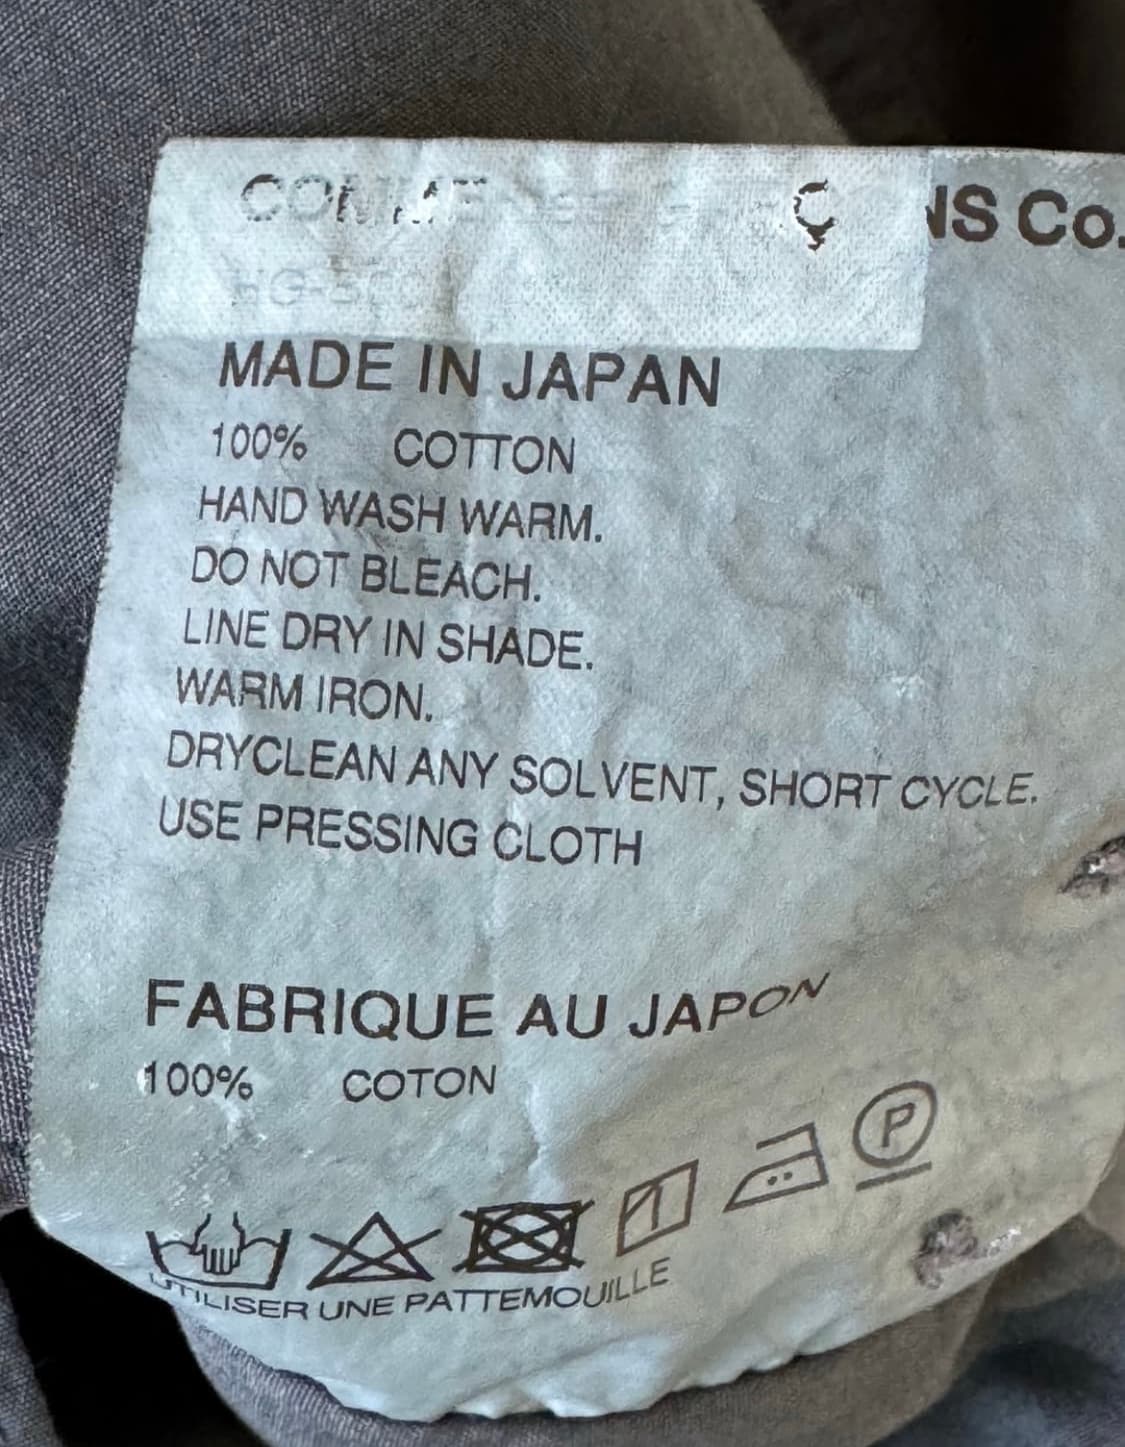 NS Co.
MADE IN JAPAN
100% COTTON
HAND WASH WARM.
DO NOT BLEACH.
LINE DRY IN SHADE.
WARM IRON.
DRYCLEAN ANY SOLVENT, SHORT CYCLE.
USE PRESSING CLOTH
FABRIQUE AU JAPON
100% COTON
P
UTILISER UNE PATTEMOUILLE